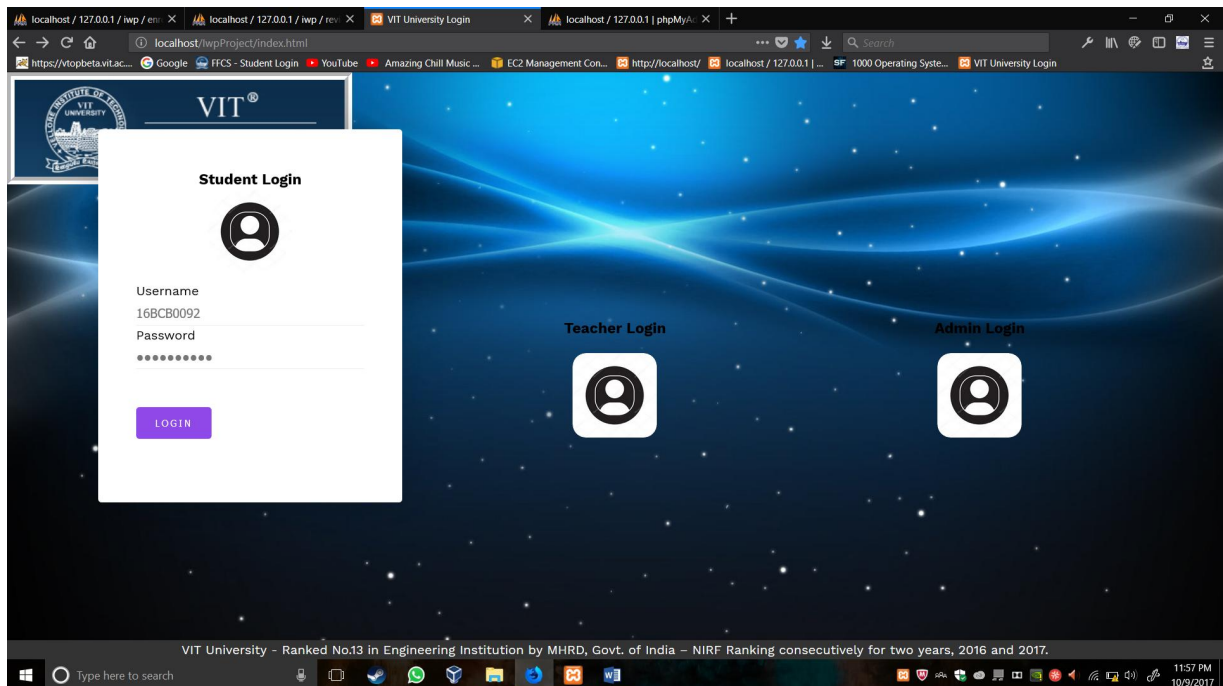 localhost / 127.0.0.1 / iwp / enr
localhost / 127.0.0.1 / iwp / revi
VIT University Login
localhost / 127.0.0.1 | phpMyAd
localhost/IwpProject/index.html
Search
https://vtopbeta.vit.ac....
Google
FFCS - Student Login
YouTube
Amazing Chill Music ...
EC2 Management Con...
http://localhost/
localhost / 127.0.0.1 | ...
SF 1000 Operating Syste...
VIT University Login
VIT
UNIVERSITY
VIT®
Student Login
Username
16BCB0092
Password
LOGIN
Teacher Login
Admin Login
VIT University - Ranked No.13 in Engineering Institution by MHRD, Govt. of India – NIRF Ranking consecutively for two years, 2016 and 2017.
Type here to search
11:57 PM
10/9/2017